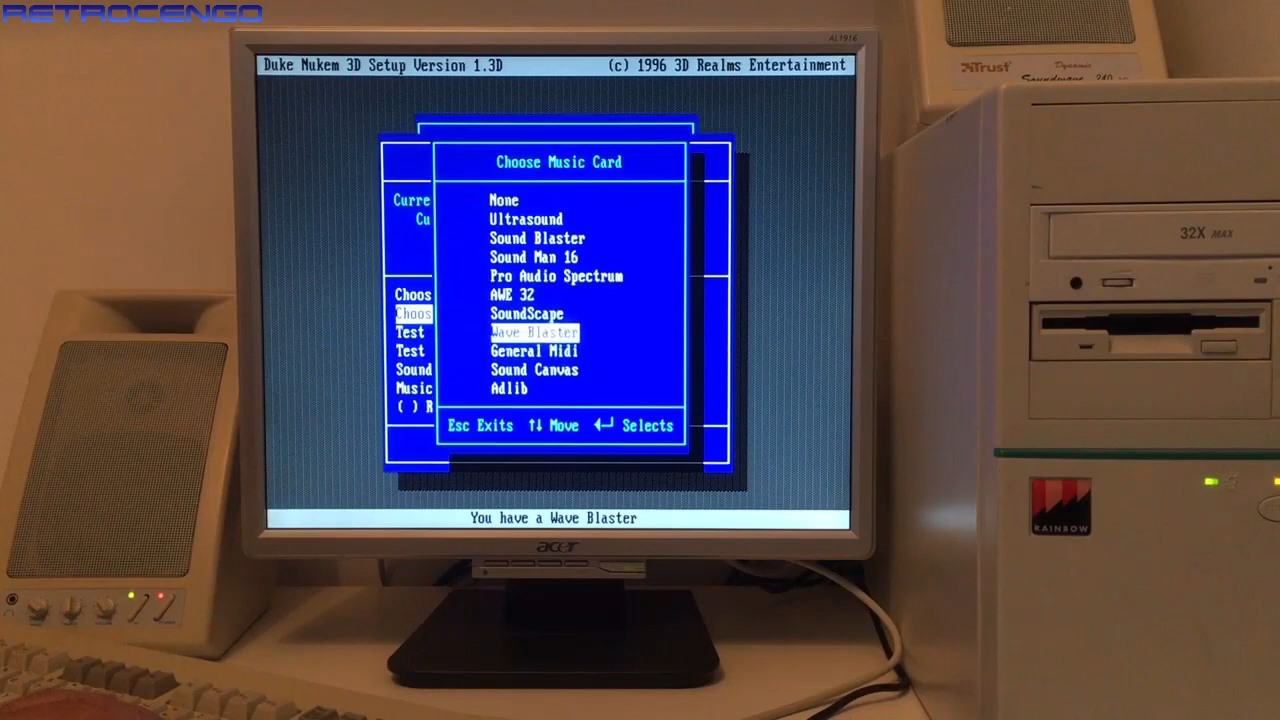 RETROCENGO
AL1916
Duke Nukem 3D Setup Version 1.3D
(c) 1996 3D Realms Entertainment
Choose Music Card
Curre
Cu
None
Ultrasound
Sound Blaster
Sound Man 16
Pro Audio Spectrum
AWE 32
SoundScape
Wave Blaster
General Midi
Sound Canvas
Adlib
Choos
Choos
Test
Test
Sound
Music
( ) R
Esc Exits ↑↓ Move ←┘ Selects
You have a Wave Blaster
acer
Trust
Dynamic
Soundwave 240
32X MAX
RAINBOW